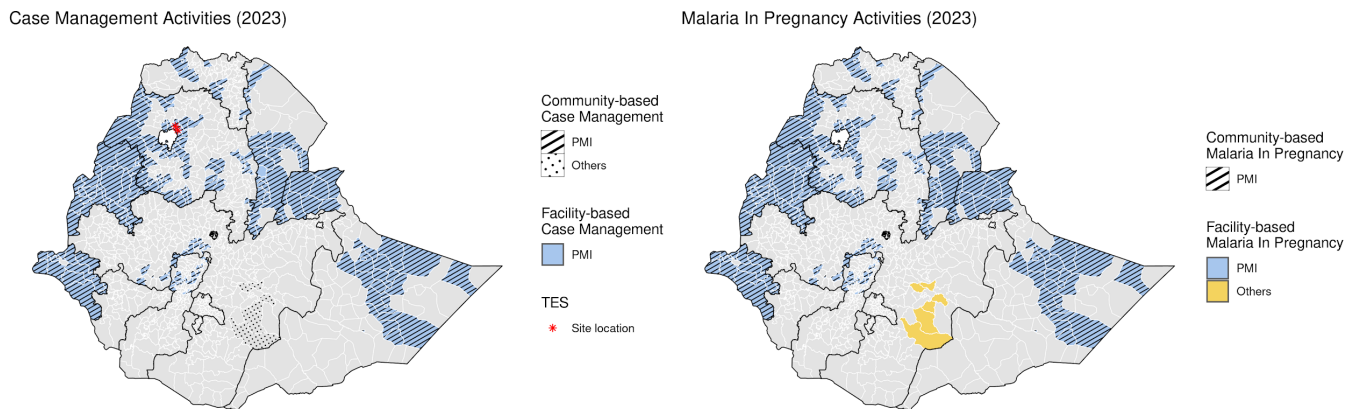 Case Management Activities (2023)
Community-based
Case Management
PMI
Others
Facility-based
Case Management
PMI
TES
Site location
Malaria In Pregnancy Activities (2023)
Community-based
Malaria In Pregnancy
PMI
Facility-based
Malaria In Pregnancy
PMI
Others